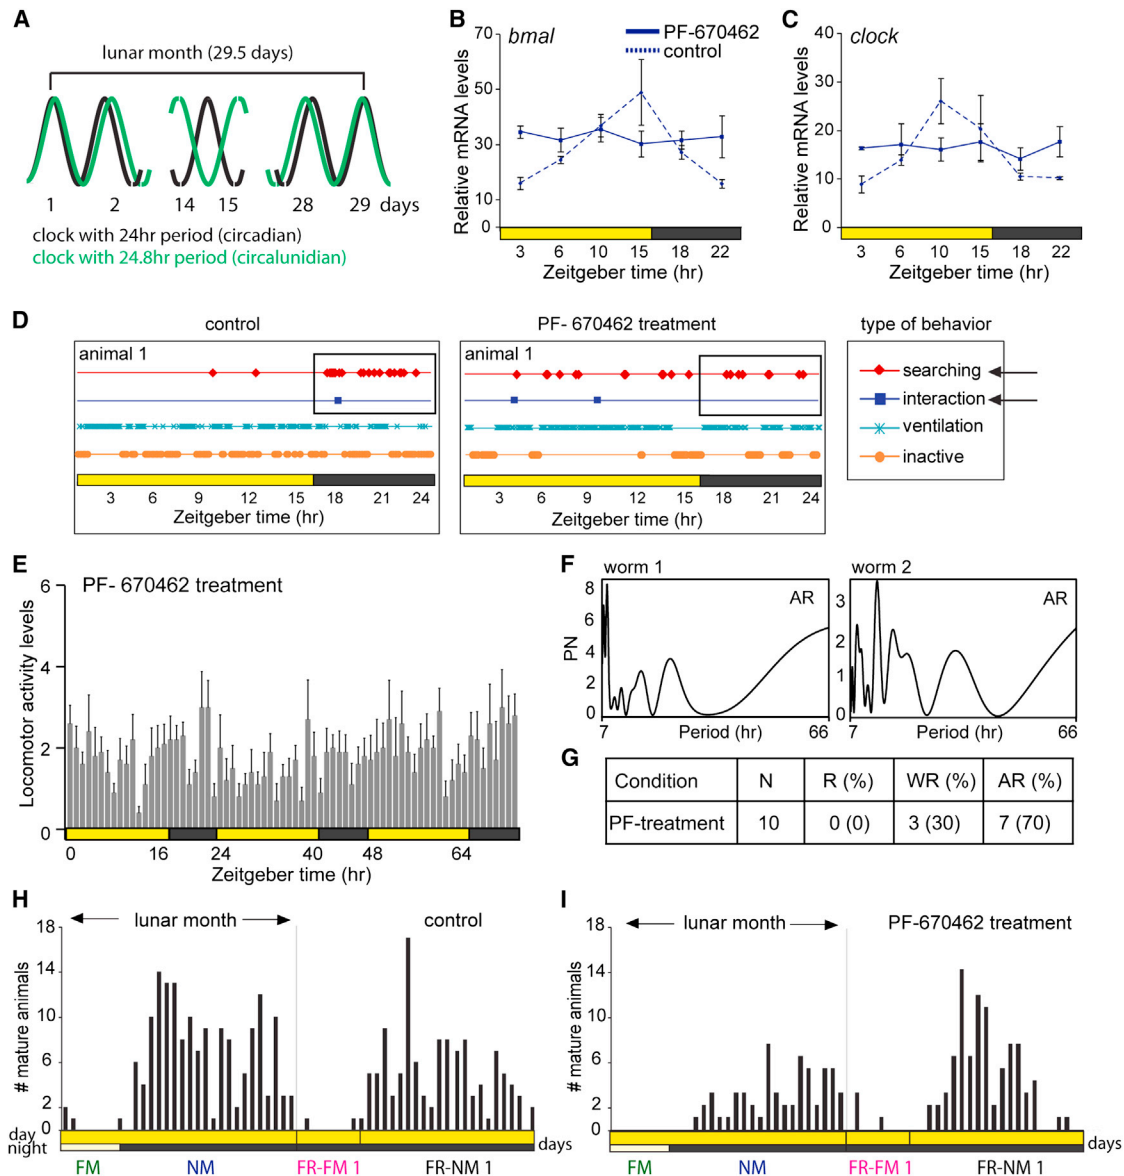 A
lunar month (29.5 days)
1 2 14 15 28 29 days
clock with 24hr period (circadian)
clock with 24.8hr period (circalunidian)
B
bmal
PF-670462
control
Relative mRNA levels
70
50
30
10
0
3 6 10 15 18 22
Zeitgeber time (hr)
C
clock
Relative mRNA levels
40
30
20
10
0
3 6 10 15 18 22
Zeitgeber time (hr)
D
control
animal 1
3 6 9 12 15 18 21 24
Zeitgeber time (hr)
PF- 670462 treatment
animal 1
3 6 9 12 15 18 21 24
Zeitgeber time (hr)
type of behavior
searching
interaction
ventilation
inactive
E
PF- 670462 treatment
Locomotor activity levels
6
4
2
0
0 16 24 40 48 64
Zeitgeber time (hr)
F
worm 1
AR
PN
8
6
4
2
0
7 Period (hr) 66
worm 2
AR
3
2
1
0
7 Period (hr) 66
G
Condition N R (%) WR (%) AR (%)
PF-treatment 10 0 (0) 3 (30) 7 (70)
H
lunar month control
# mature animals
18
14
10
6
2
0
day
night
days
FM NM FR-FM 1 FR-NM 1
I
lunar month PF-670462 treatment
# mature animals
18
14
10
6
2
0
days
FM NM FR-FM 1 FR-NM 1